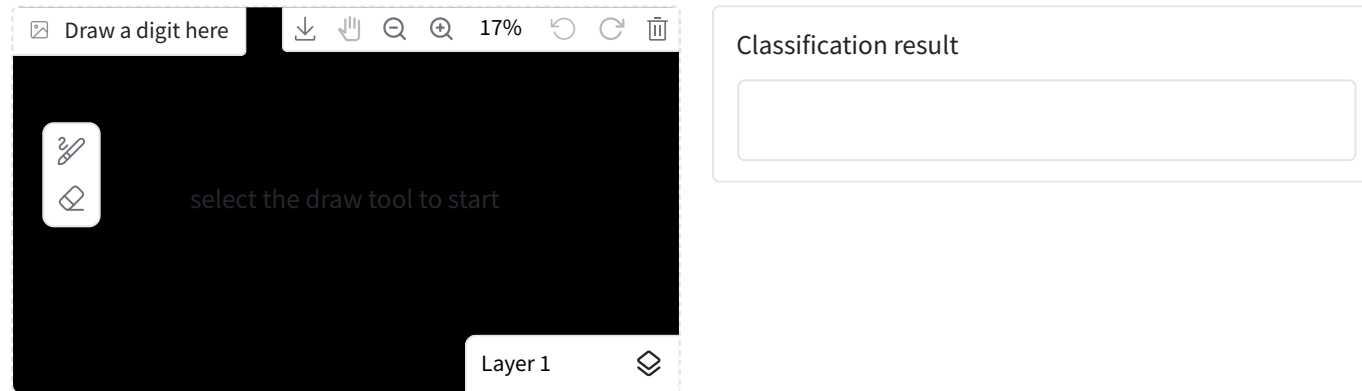 Draw a digit here
17%
Classification result
select the draw tool to start
Layer 1